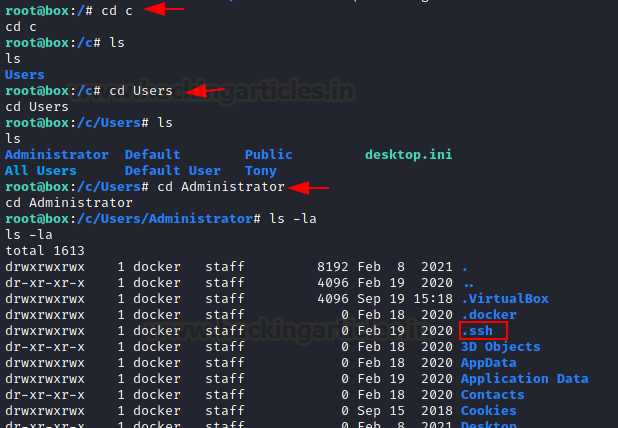 root@box:/# cd c
cd c
root@box:/c# ls
ls
Users
root@box:/c# cd Users
www.hackingarticles.in
cd Users
root@box:/c/Users# ls
ls
Administrator  Default       Public         desktop.ini
All Users      Default User  Tony
root@box:/c/Users# cd Administrator
cd Administrator
root@box:/c/Users/Administrator# ls -la
ls -la
total 1613
drwxrwxrwx    1 docker   staff         8192 Feb  8  2021 .
dr-xr-xr-x    1 docker   staff         4096 Feb 19  2020 ..
drwxrwxrwx    1 docker   staff         4096 Sep 19 15:18 .VirtualBox
drwxrwxrwx    1 docker   staff            0 Feb 18  2020 .docker
drwxrwxrwx    1 docker   staff            0 Feb 19  2020 .ssh
www.hackingarticles.in
dr-xr-xr-x    1 docker   staff            0 Feb 18  2020 3D Objects
drwxrwxrwx    1 docker   staff            0 Feb 18  2020 AppData
drwxrwxrwx    1 docker   staff            0 Feb 19  2020 Application Data
dr-xr-xr-x    1 docker   staff            0 Feb 18  2020 Contacts
drwxrwxrwx    1 docker   staff            0 Sep 15  2018 Cookies
dr-xr-xr-x    1 docker   staff            0 Feb  8  2021 Desktop